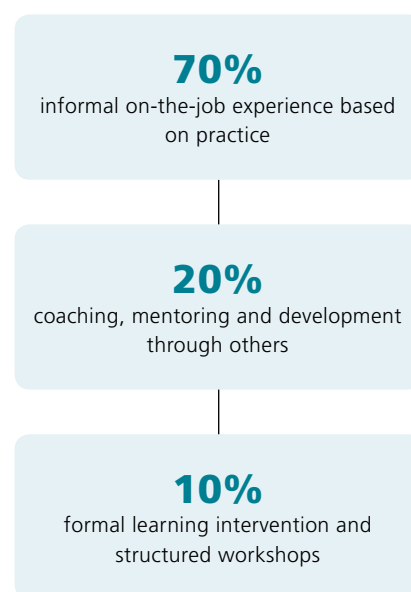 70%
informal on-the-job experience based
on practice
20%
coaching, mentoring and development
through others
10%
formal learning intervention and
structured workshops